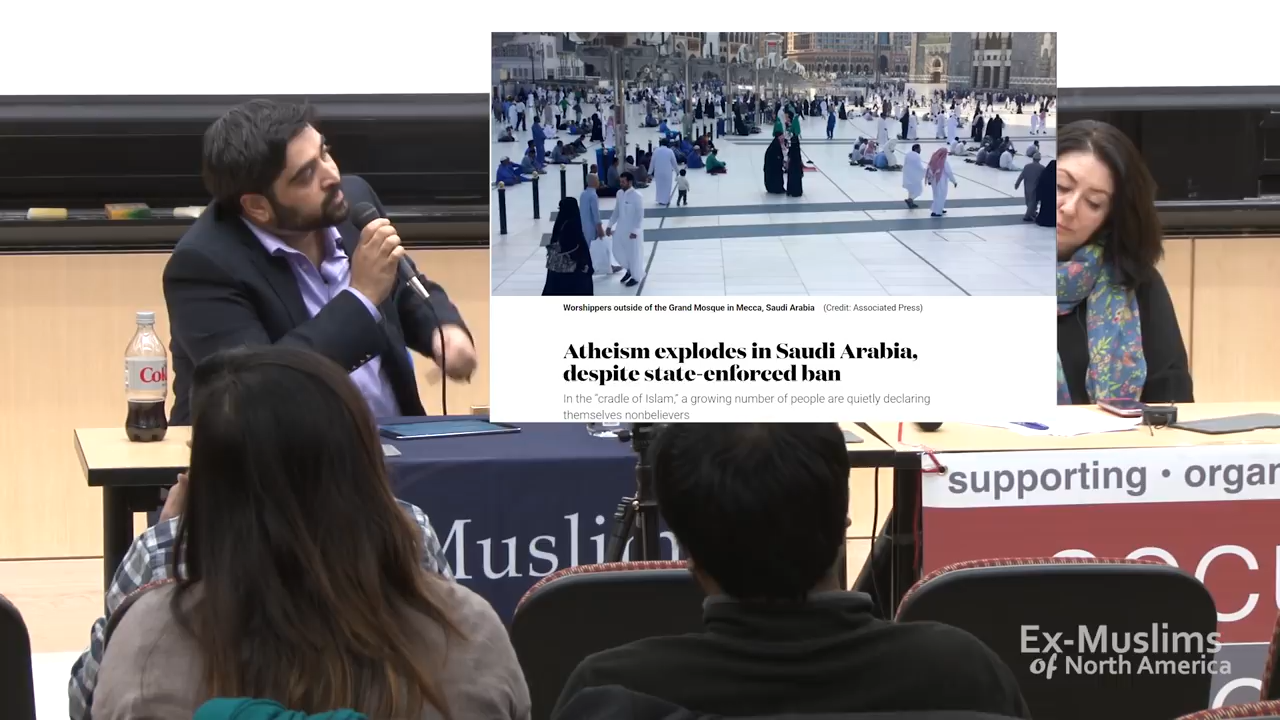 Worshippers outside of the Grand Mosque in Mecca, Saudi Arabia (Credit: Associated Press)
Atheism explodes in Saudi Arabia,
despite state-enforced ban
In the "cradle of Islam," a growing number of people are quietly declaring
themselves nonbelievers
Col
supporting · organ
Muslim
Ex-Muslims
of North America